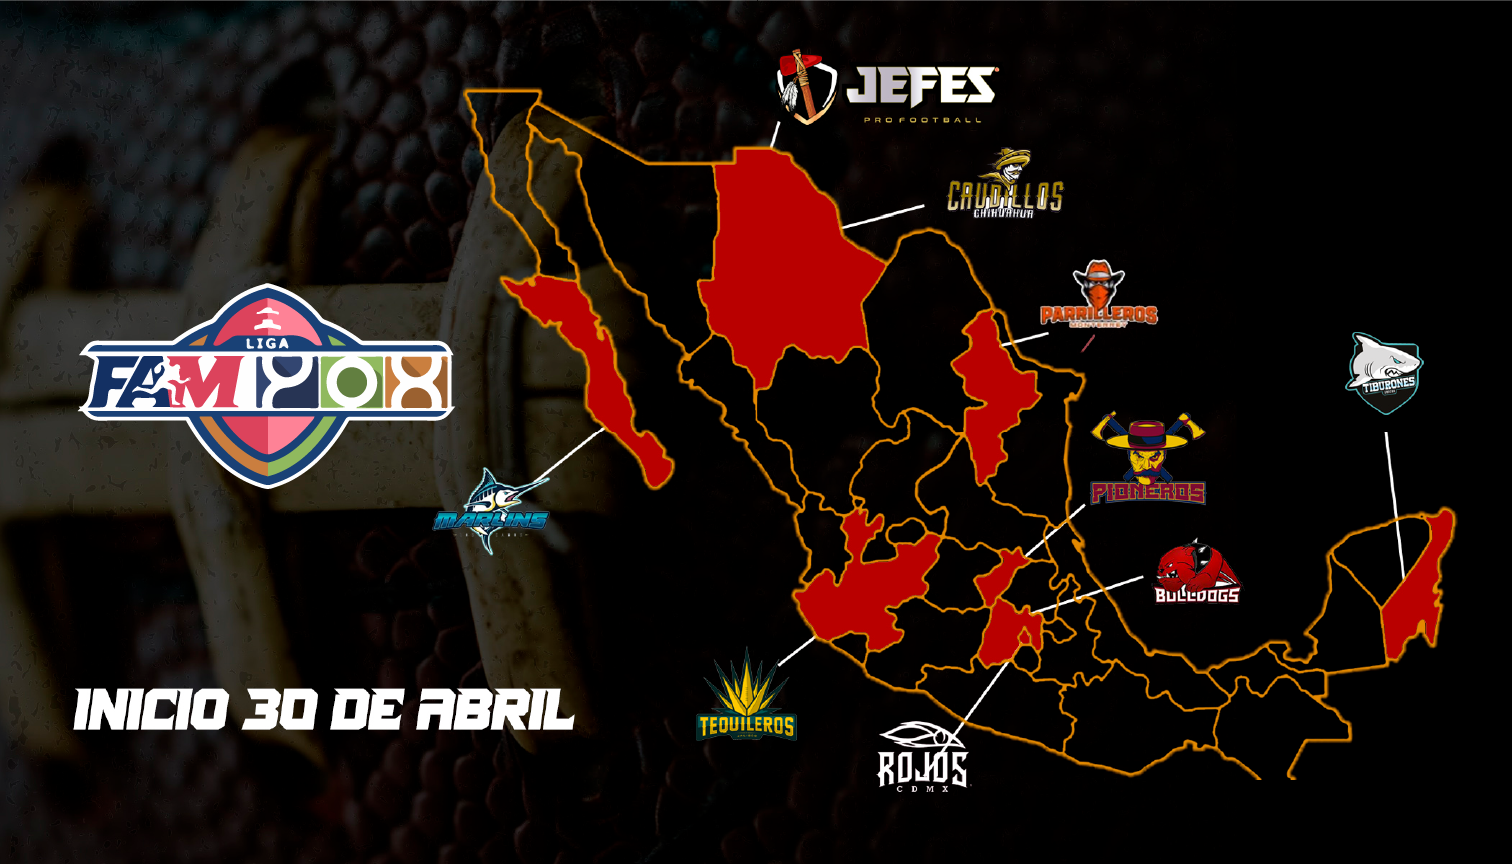 JEFES
PRO FOOTBALL
CAUDILLOS
CHIHUAHUA
PARRILLEROS
MONTERREY
LIGA
FAM
TIBURONES
PIONEROS
MARLINS
BULLDOGS
INICIO 30 DE ABRIL
TEQUILEROS
ROJOS
CDMX